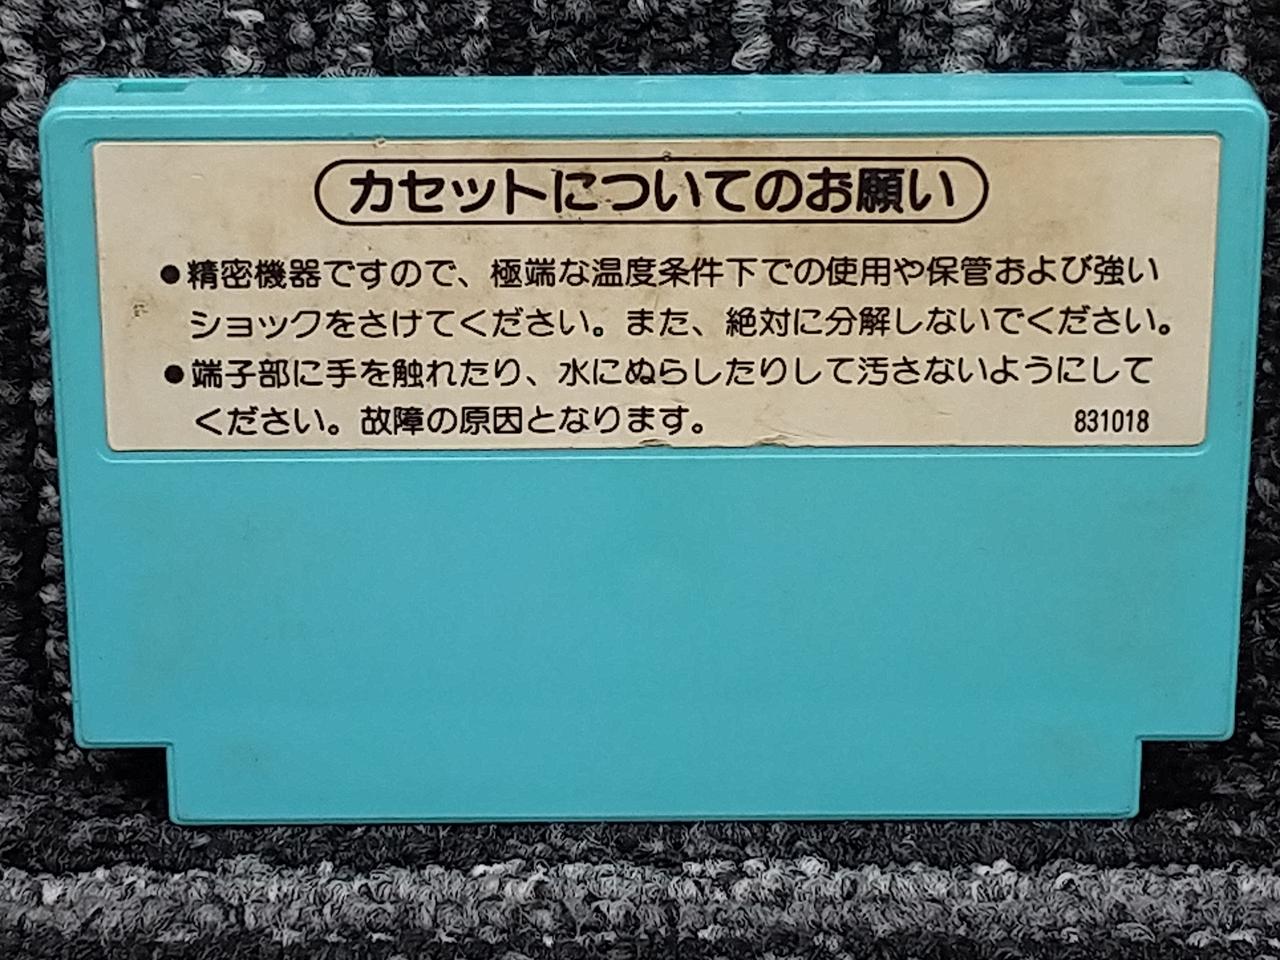 カセットについてのお願い
●精密機器ですので、極端な温度条件下での使用や保管および強い
ショックをさけてください。また、絶対に分解しないでください。
●端子部に手を触れたり、水にぬらしたりして汚さないようにして
ください。故障の原因となります。
831018